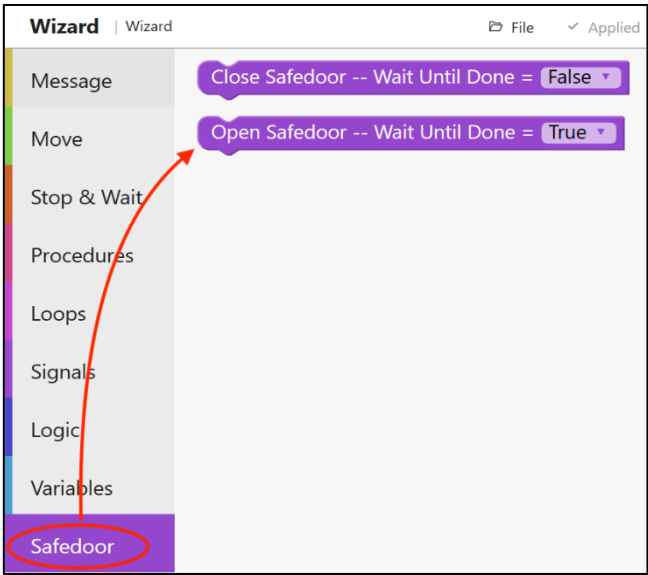 Wizard | Wizard File Applied
Message
Move
Stop & Wait
Procedures
Loops
Signals
Logic
Variables
Safedoor
Close Safedoor -- Wait Until Done = False
Open Safedoor -- Wait Until Done = True